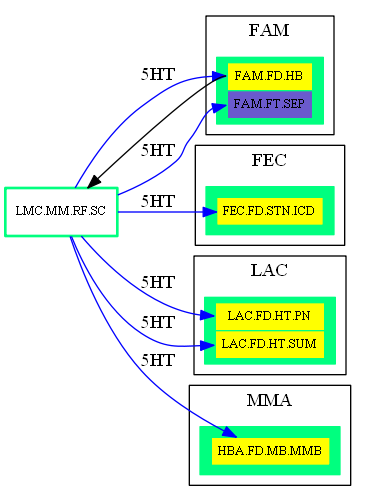 FAM
5HT
FAM.FD.HB
FAM.FT.SEP
5HT
FEC
5HT
LMC.MM.RF.SC
FEC.FD.STN.ICD
LAC
5HT
LAC.FD.HT.PN
5HT
LAC.FD.HT.SUM
5HT
MMA
HBA.FD.MB.MMB